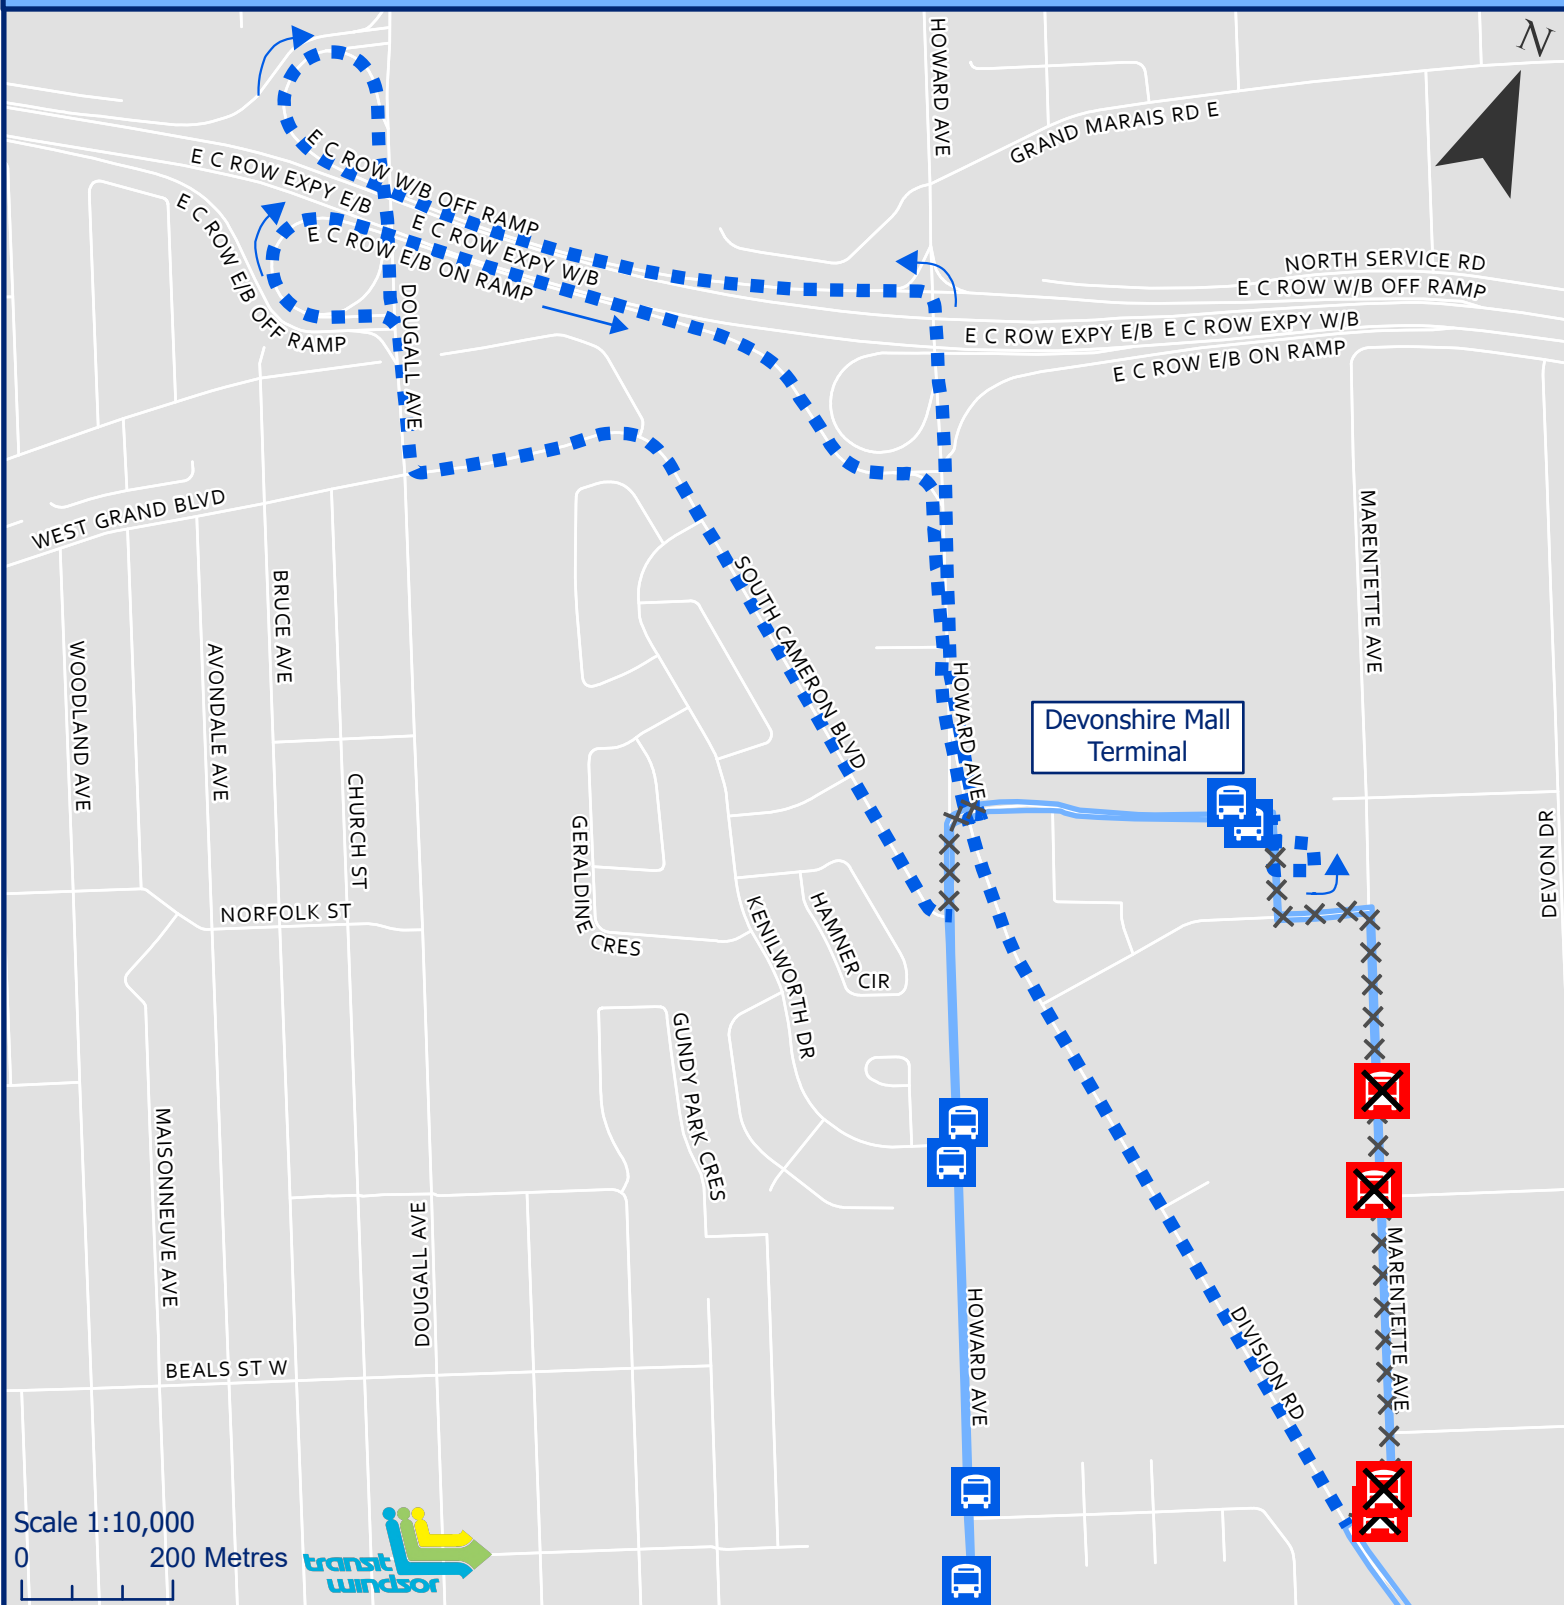 N
HOWARD AVE
GRAND MARAIS RD E
E C ROW W/B OFF RAMP
E C ROW EXPY E/B
E C ROW EXPY W/B
E C ROW E/B ON RAMP
E C ROW E/B OFF RAMP
DOUGALL AVE
NORTH SERVICE RD
E C ROW W/B OFF RAMP
E C ROW EXPY E/B E C ROW EXPY W/B
E C ROW E/B ON RAMP
WEST GRAND BLVD
MARENTETTE AVE
BRUCE AVE
SOUTH CAMERON BLVD
WOODLAND AVE
AVONDALE AVE
HOWARD AVE
Devonshire Mall
Terminal
CHURCH ST
GERALDINE CRES
DEVON DR
NORFOLK ST
KENILWORTH DR
HAMNER CIR
GUNDY PARK CRES
MAISONNEUVE AVE
DOUGALL AVE
MARENTETTE AVE
HOWARD AVE
DIVISION RD
BEALS ST W
Scale 1:10,000
0 200 Metres
transit
windsor